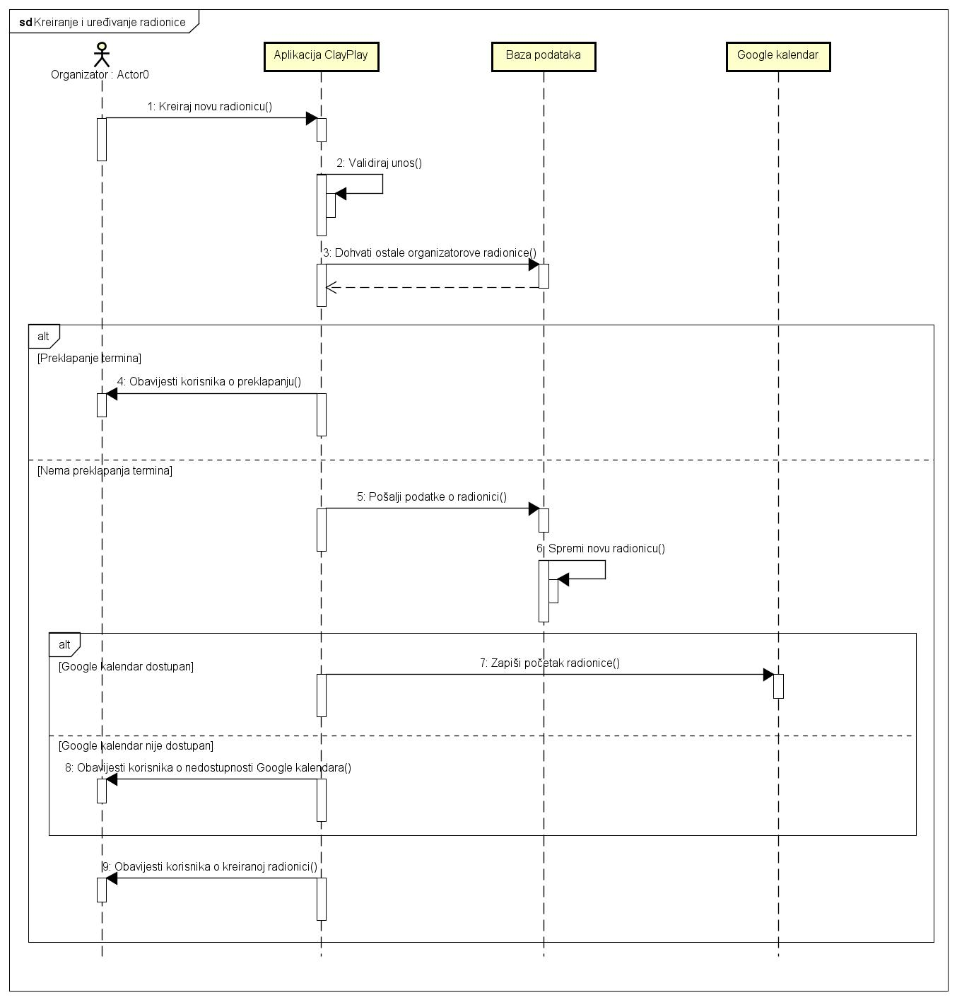 sd Kreiranje i uređivanje radionice
Organizator : Actor0
Aplikacija ClayPlay
Baza podataka
Google kalendar
1: Kreiraj novu radionicu()
2: Validiraj unos()
3: Dohvati ostale organizatorove radionice()
alt
[Preklapanje termina]
4: Obavijesti korisnika o preklapanju()
[Nema preklapanja termina]
5: Pošalji podatke o radionici()
6: Spremi novu radionicu()
alt
[Google kalendar dostupan]
7: Zapiši početak radionice()
[Google kalendar nije dostupan]
8: Obavijesti korisnika o nedostupnosti Google kalendara()
9: Obavijesti korisnika o kreiranoj radionici()